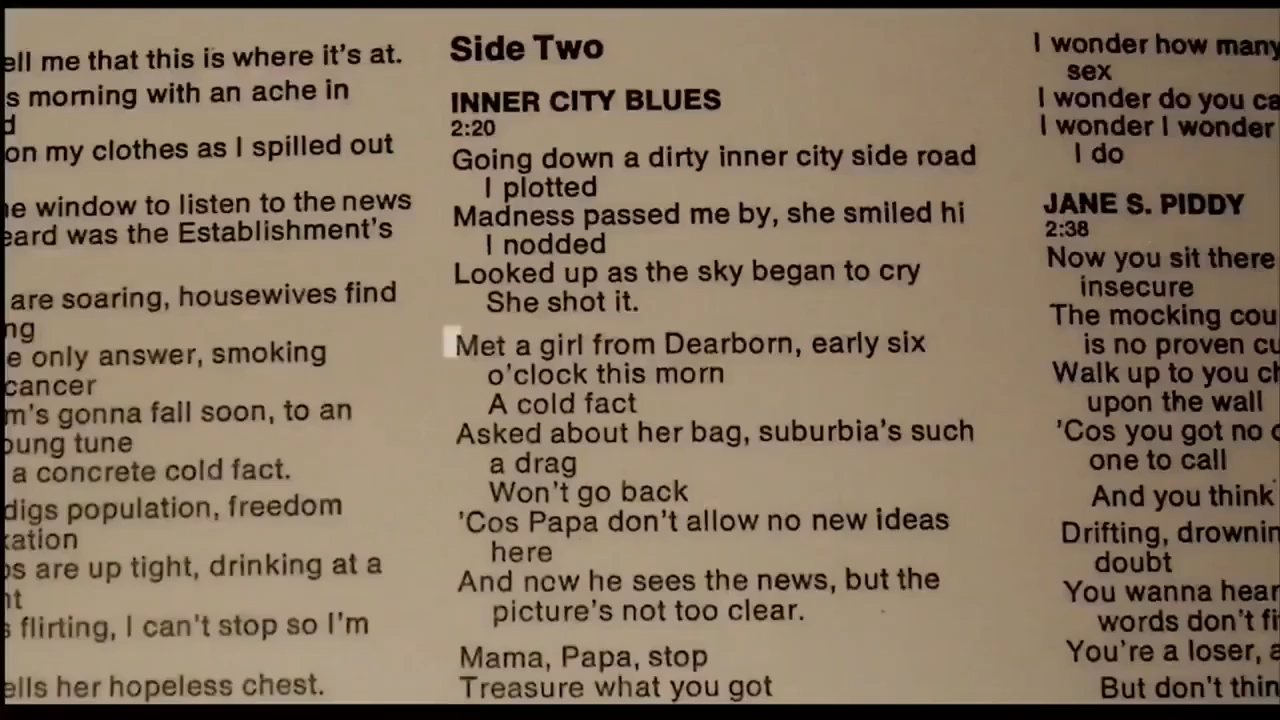 ell me that this is where it's at.
s morning with an ache in
d
on my clothes as I spilled out
e window to listen to the news
eard was the Establishment's
are soaring, housewives find
ng
e only answer, smoking
cancer
m's gonna fall soon, to an
oung tune
a concrete cold fact.
digs population, freedom
ation
s are up tight, drinking at a
t
flirting, I can't stop so I'm
ells her hopeless chest.
Side Two
INNER CITY BLUES
2:20
Going down a dirty inner city side road
I plotted
Madness passed me by, she smiled hi
I nodded
Looked up as the sky began to cry
She shot it.
Met a girl from Dearborn, early six
o'clock this morn
A cold fact
Asked about her bag, suburbia's such
a drag
Won't go back
'Cos Papa don't allow no new ideas
here
And now he sees the news, but the
picture's not too clear.
Mama, Papa, stop
Treasure what you got
I wonder how many
sex
I wonder do you ca
I wonder I wonder
I do
JANE S. PIDDY
2:38
Now you sit there
insecure
The mocking cou
is no proven cu
Walk up to you ch
upon the wall
'Cos you got no c
one to call
And you think
Drifting, drownin
doubt
You wanna hear
words don't fi
You're a loser, a
But don't thin